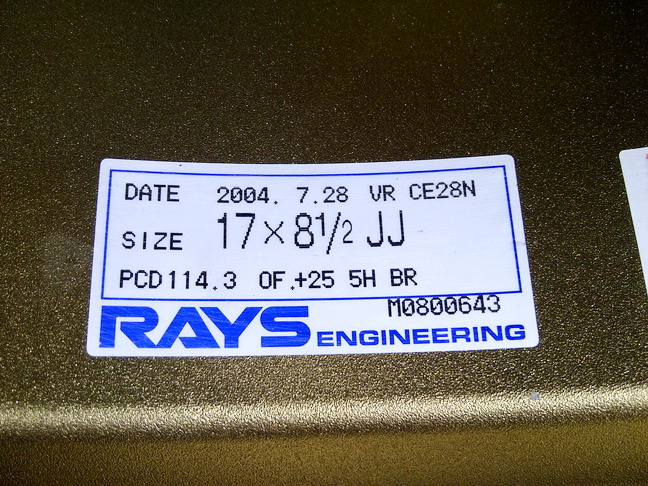 DATE 2004. 7.28 VR CE28N
SIZE 17×8½ JJ
PCD114.3 OF.+25 5H BR
M0800643
RAYS ENGINEERING